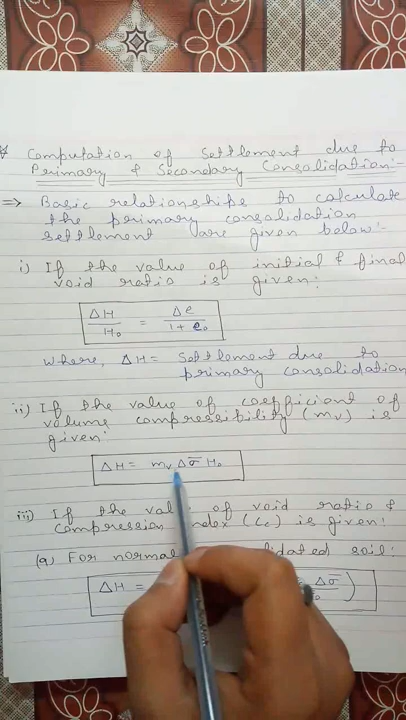 * Computation of Settlement due to
Primary & Secondary Consolidation:-
⇒ Basic relationships to calculate
the primary consolidation
settlement are given below:-
i) If the value of initial & final
void ratio is given:
ΔH/H₀ = Δe/1+e₀
where, ΔH = Settlement due to
primary consolidation
ii) If the value of coefficient of
volume compressibility (mᵥ) is
given:
ΔH = mᵥ Δσ̅ H₀
iii) If the of void ratio &
compression (Cc) is given:
(a) For soil:
ΔH =